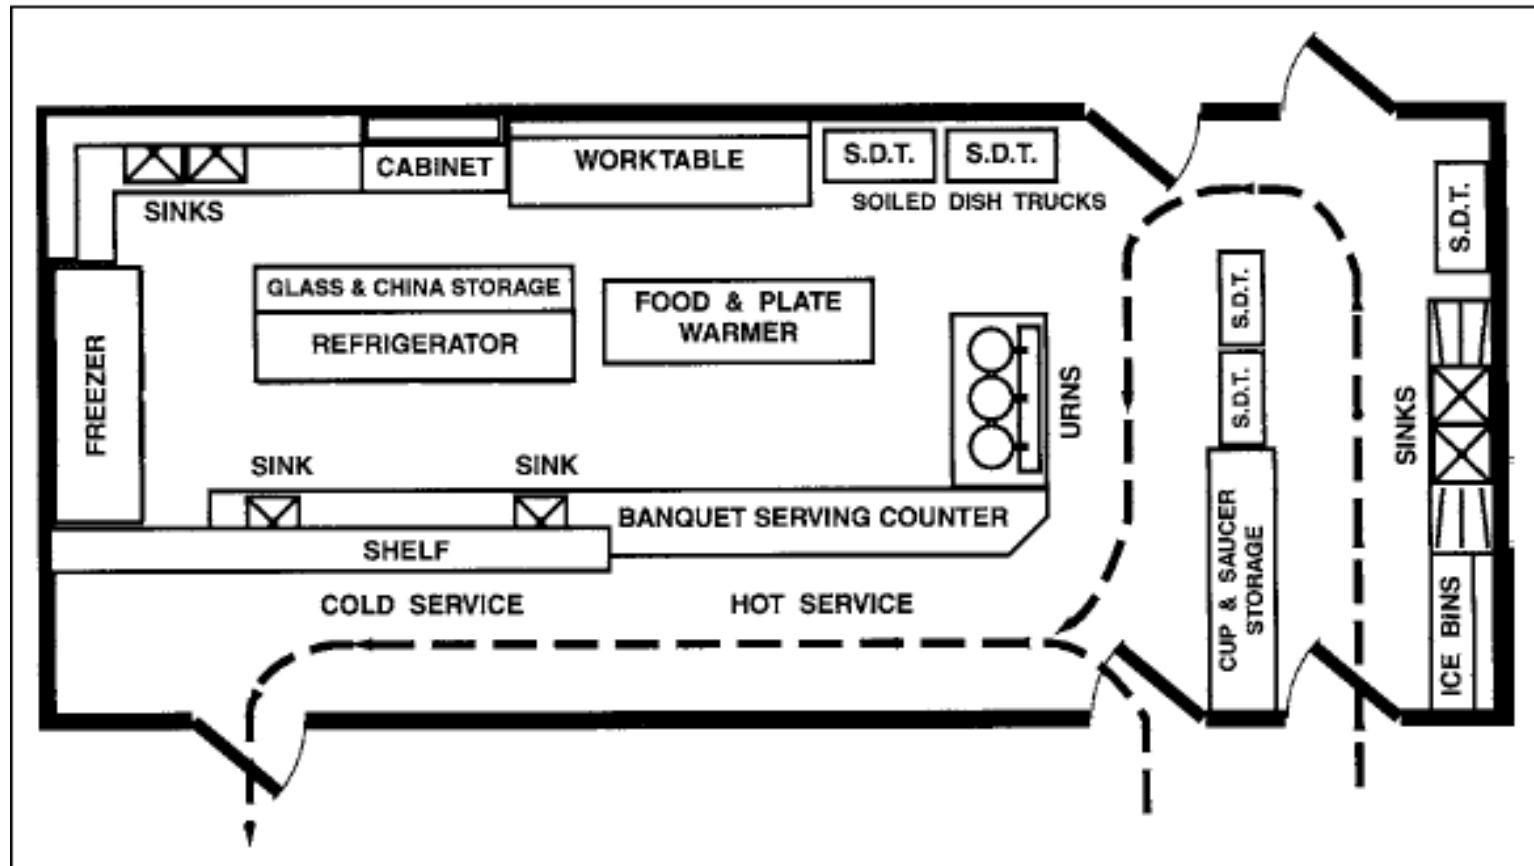 CABINET
WORKTABLE
S.D.T.
S.D.T.
SOILED DISH TRUCKS
SINKS
S.D.T.
GLASS & CHINA STORAGE
REFRIGERATOR
FOOD & PLATE
WARMER
S.D.T.
S.D.T.
FREEZER
URNS
SINKS
SINK
SINK
BANQUET SERVING COUNTER
SHELF
COLD SERVICE
HOT SERVICE
CUP & SAUCER
STORAGE
ICE BINS